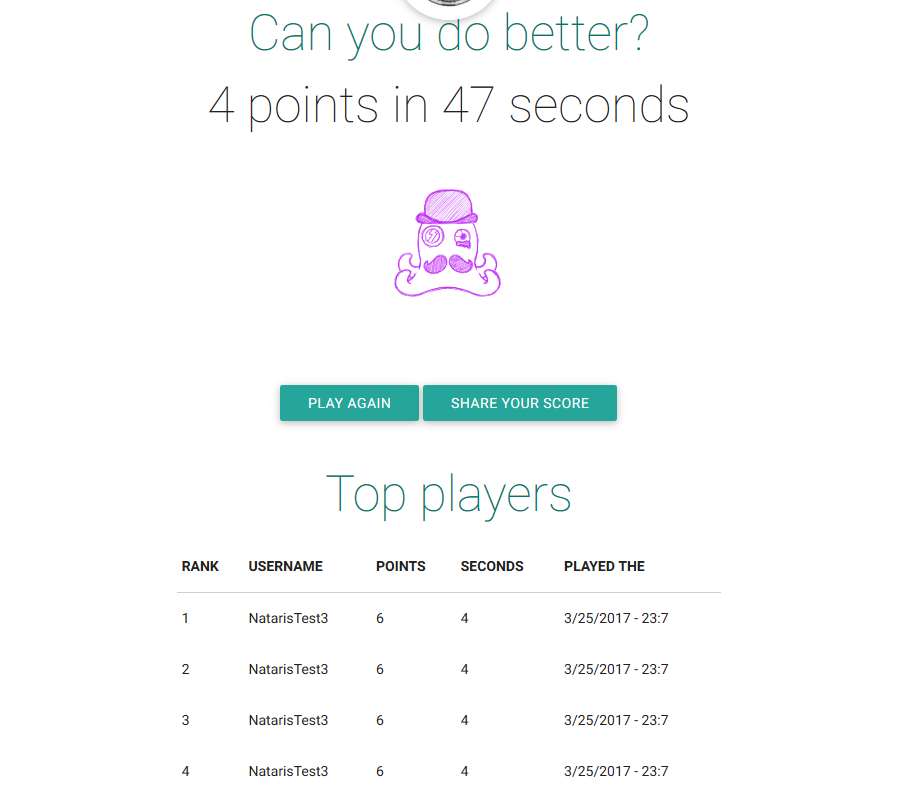 Can you do better?
4 points in 47 seconds
PLAY AGAIN SHARE YOUR SCORE
Top players
RANK USERNAME POINTS SECONDS PLAYED THE
1 NatarisTest3 6 4 3/25/2017 - 23:7
2 NatarisTest3 6 4 3/25/2017 - 23:7
3 NatarisTest3 6 4 3/25/2017 - 23:7
4 NatarisTest3 6 4 3/25/2017 - 23:7